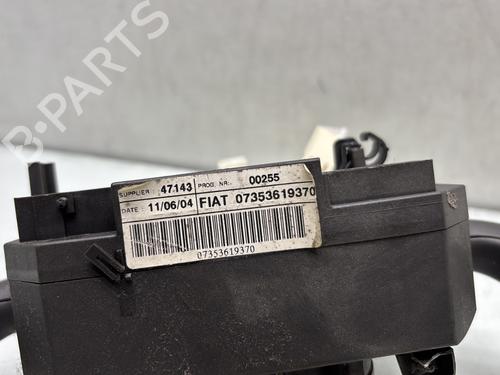 B-PARTS
SUPPLIER : 47143 PROG. NR.: 00255
DATE : 11/06/04 FIAT 07353619370
07353619370